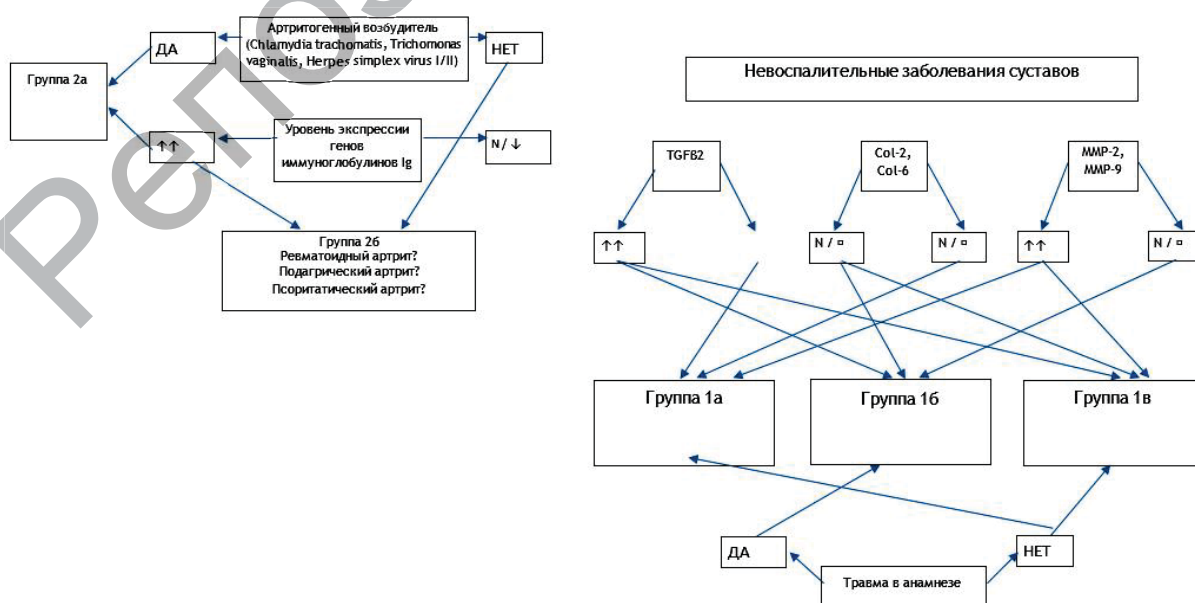 Артритогенный возбудитель
(Chlamydia trachomatis, Trichomonas
vaginalis, Herpes simplex virus I/II)
ДА
НЕТ
Группа 2а
Уровень экспрессии
генов
иммуноглобулинов Ig
↑↑
N / ↓
Группа 2б
Ревматоидный артрит?
Подагрический артрит?
Псоритатический артрит?
Невоспалительные заболевания суставов
TGFB2
Col-2,
Col-6
MMP-2,
MMP-9
↑↑
N / ¤
N / ¤
↑↑
N / ¤
Группа 1а
Группа 1б
Группа 1в
ДА
НЕТ
Травма в анамнезе
Репоз